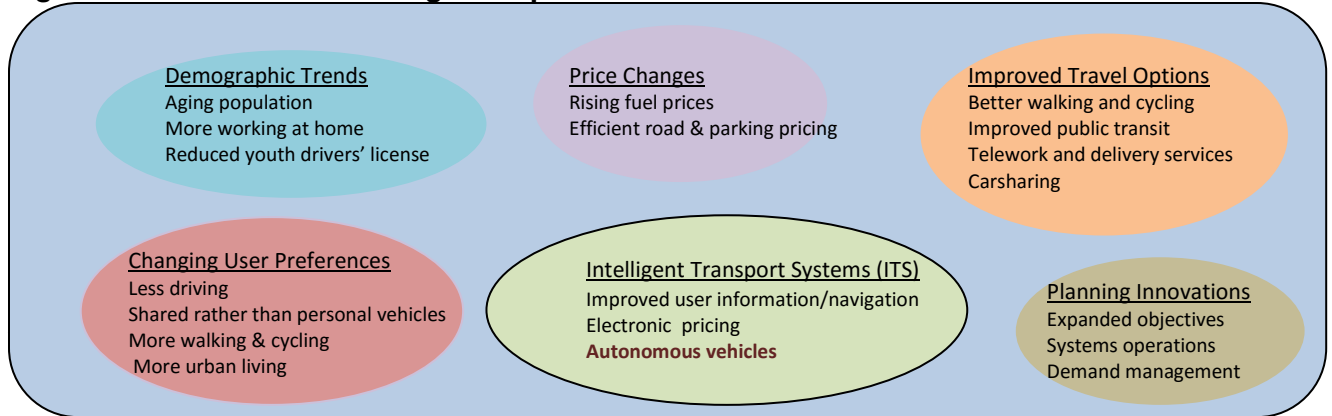 Demographic Trends
Aging population
More working at home
Reduced youth drivers’ license
Price Changes
Rising fuel prices
Efficient road & parking pricing
Improved Travel Options
Better walking and cycling
Improved public transit
Telework and delivery services
Carsharing
Changing User Preferences
Less driving
Shared rather than personal vehicles
More walking & cycling
More urban living
Intelligent Transport Systems (ITS)
Improved user information/navigation
Electronic pricing
Autonomous vehicles
Planning Innovations
Expanded objectives
Systems operations
Demand management